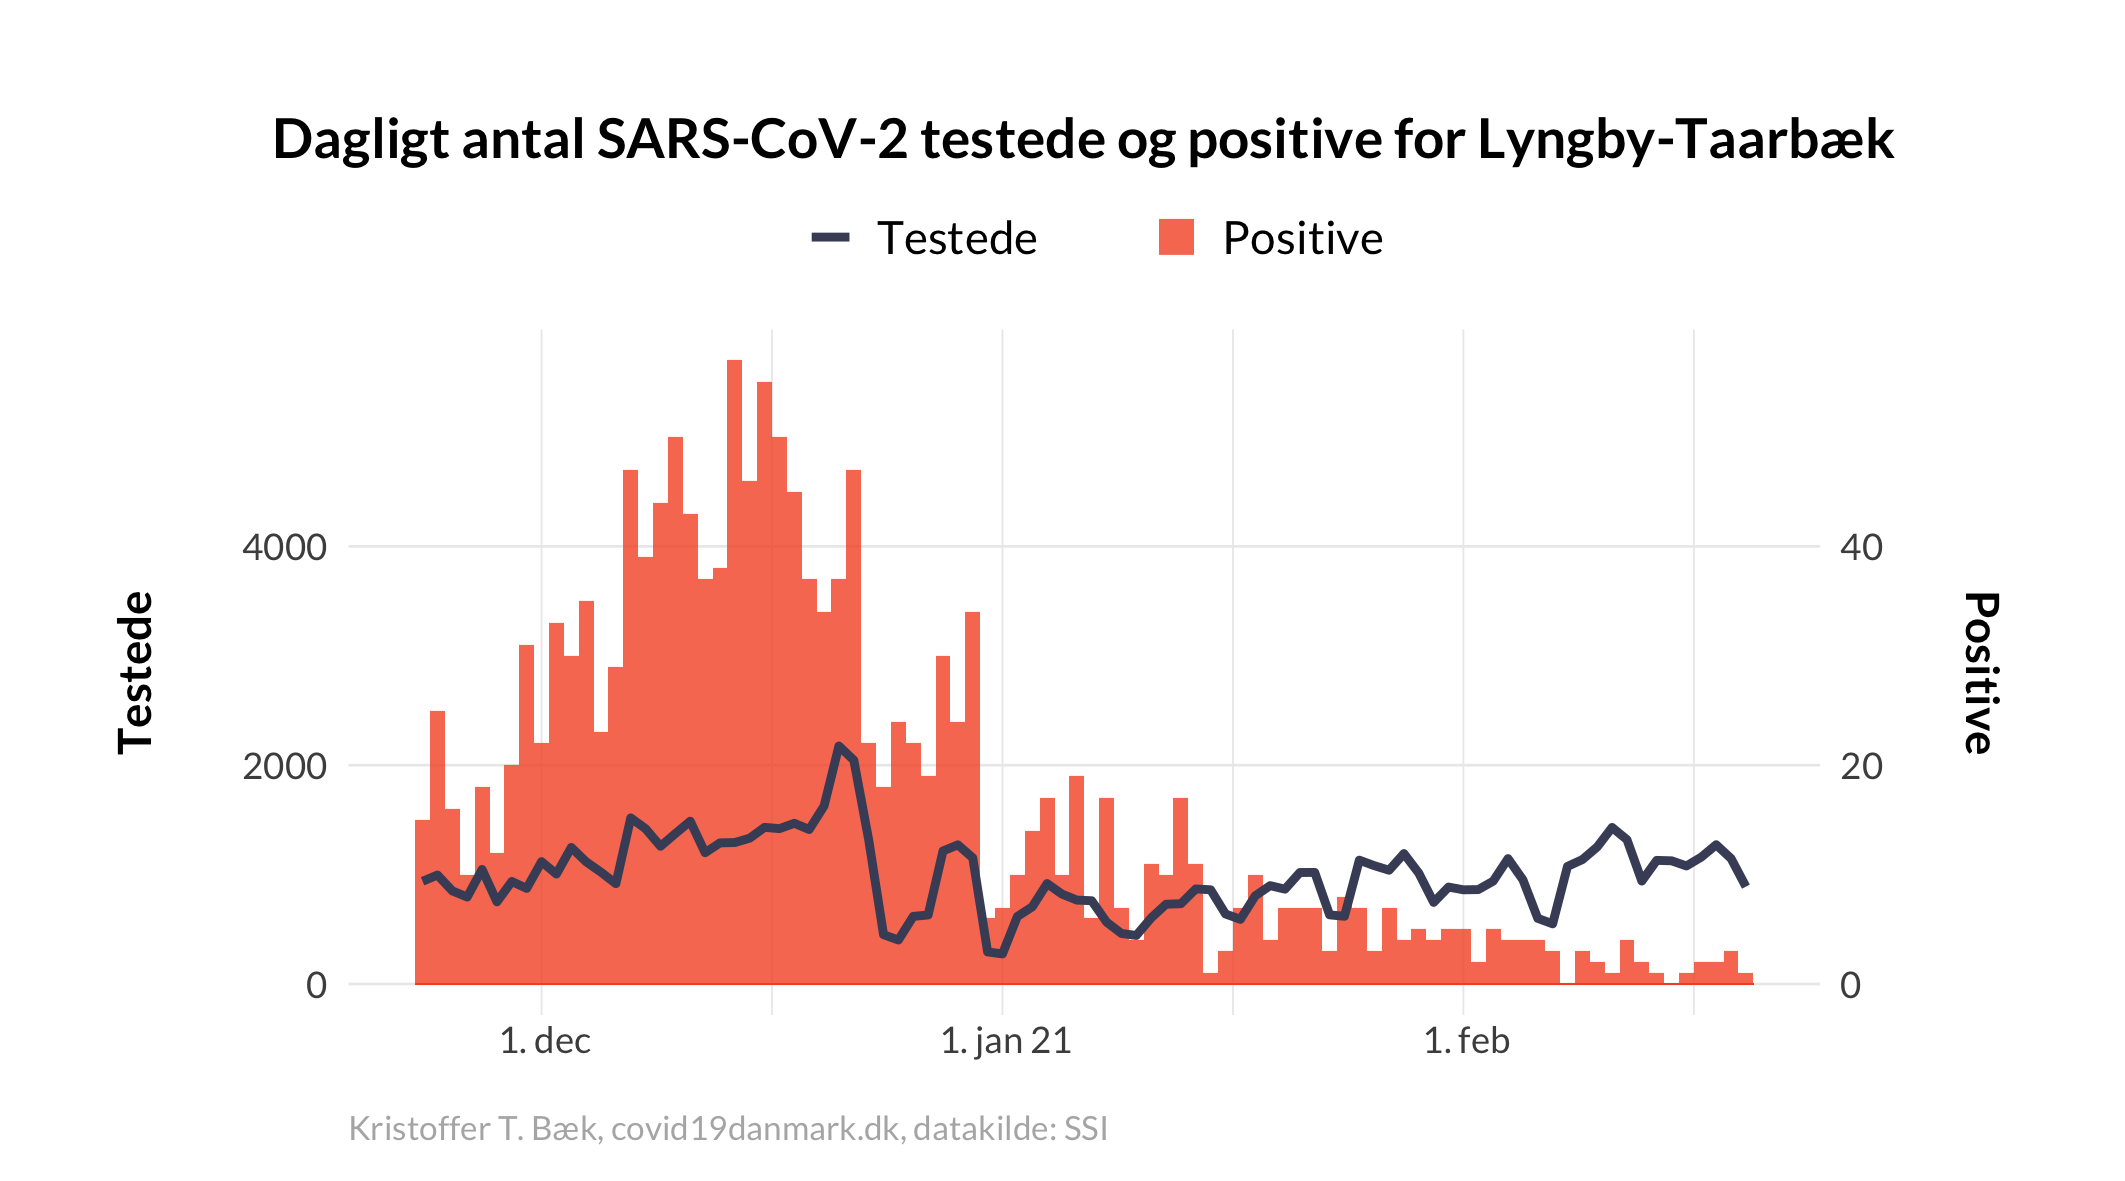 Dagligt antal SARS-CoV-2 testede og positive for Lyngby-Taarbæk
Testede Positive
4000 40
2000 20
0 0
Testede
Positive
1. dec 1. jan 21 1. feb
Kristoffer T. Bæk, covid19danmark.dk, datakilde: SSI